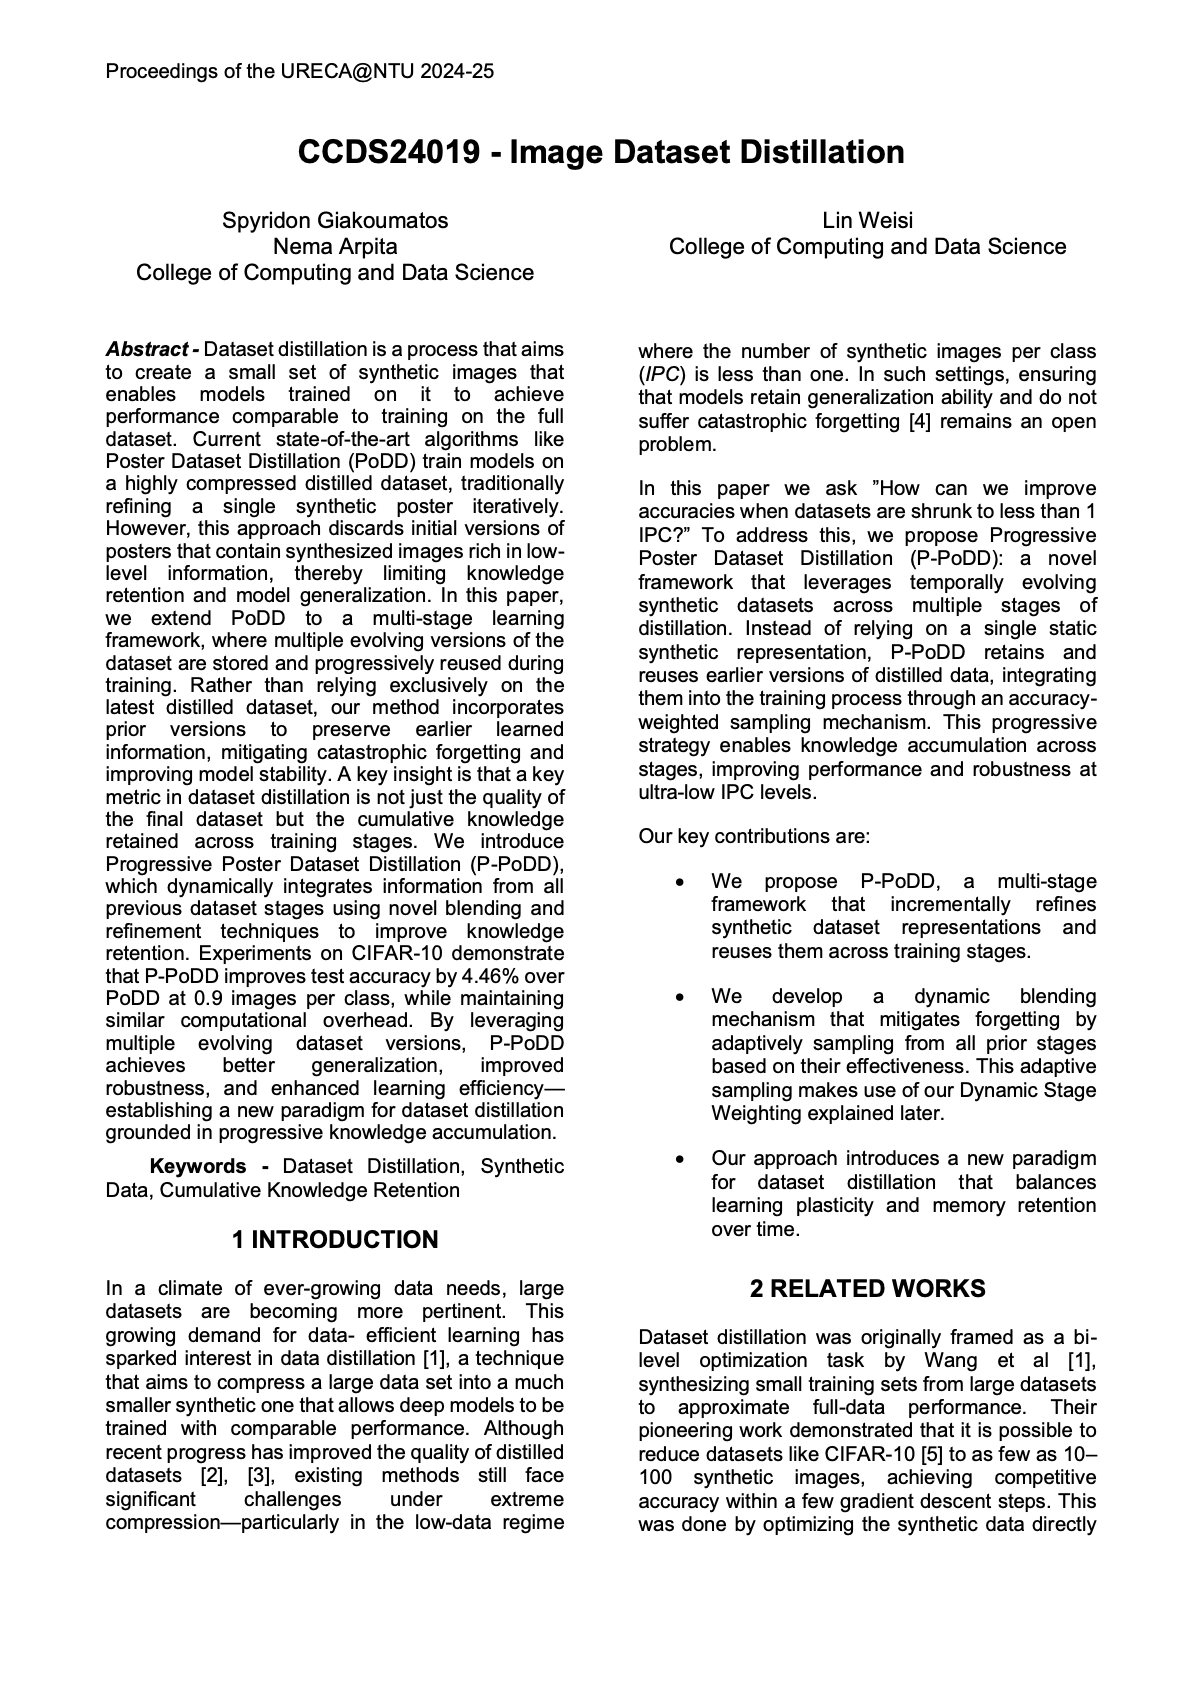 Proceedings of the URECA@NTU 2024-25
CCDS24019 - Image Dataset Distillation
Spyridon Giakoumatos
Nema Arpita
College of Computing and Data Science
Lin Weisi
College of Computing and Data Science
Abstract - Dataset distillation is a process that aims
to create a small set of synthetic images that
enables models trained on it to achieve
performance comparable to training on the full
dataset. Current state-of-the-art algorithms like
Poster Dataset Distillation (PoDD) train models on
a highly compressed distilled dataset, traditionally
refining a single synthetic poster iteratively.
However, this approach discards initial versions of
posters that contain synthesized images rich in low-
level information, thereby limiting knowledge
retention and model generalization. In this paper,
we extend PoDD to a multi-stage learning
framework, where multiple evolving versions of the
dataset are stored and progressively reused during
training. Rather than relying exclusively on the
latest distilled dataset, our method incorporates
prior versions to preserve earlier learned
information, mitigating catastrophic forgetting and
improving model stability. A key insight is that a key
metric in dataset distillation is not just the quality of
the final dataset but the cumulative knowledge
retained across training stages. We introduce
Progressive Poster Dataset Distillation (P-PoDD),
which dynamically integrates information from all
previous dataset stages using novel blending and
refinement techniques to improve knowledge
retention. Experiments on CIFAR-10 demonstrate
that P-PoDD improves test accuracy by 4.46% over
PoDD at 0.9 images per class, while maintaining
similar computational overhead. By leveraging
multiple evolving dataset versions, P-PoDD
achieves better generalization, improved
robustness, and enhanced learning efficiency—
establishing a new paradigm for dataset distillation
grounded in progressive knowledge accumulation.
Keywords - Dataset Distillation, Synthetic
Data, Cumulative Knowledge Retention
1 INTRODUCTION
In a climate of ever-growing data needs, large
datasets are becoming more pertinent. This
growing demand for data- efficient learning has
sparked interest in data distillation [1], a technique
that aims to compress a large data set into a much
smaller synthetic one that allows deep models to be
trained with comparable performance. Although
recent progress has improved the quality of distilled
datasets [2], [3], existing methods still face
significant challenges under extreme
compression—particularly in the low-data regime
where the number of synthetic images per class
(IPC) is less than one. In such settings, ensuring
that models retain generalization ability and do not
suffer catastrophic forgetting [4] remains an open
problem.
In this paper we ask ”How can we improve
accuracies when datasets are shrunk to less than 1
IPC?” To address this, we propose Progressive
Poster Dataset Distillation (P-PoDD): a novel
framework that leverages temporally evolving
synthetic datasets across multiple stages of
distillation. Instead of relying on a single static
synthetic representation, P-PoDD retains and
reuses earlier versions of distilled data, integrating
them into the training process through an accuracy-
weighted sampling mechanism. This progressive
strategy enables knowledge accumulation across
stages, improving performance and robustness at
ultra-low IPC levels.
Our key contributions are:
• We propose P-PoDD, a multi-stage
framework that incrementally refines
synthetic dataset representations and
reuses them across training stages.
• We develop a dynamic blending
mechanism that mitigates forgetting by
adaptively sampling from all prior stages
based on their effectiveness. This adaptive
sampling makes use of our Dynamic Stage
Weighting explained later.
• Our approach introduces a new paradigm
for dataset distillation that balances
learning plasticity and memory retention
over time.
2 RELATED WORKS
Dataset distillation was originally framed as a bi-
level optimization task by Wang et al [1],
synthesizing small training sets from large datasets
to approximate full-data performance. Their
pioneering work demonstrated that it is possible to
reduce datasets like CIFAR-10 [5] to as few as 10–
100 synthetic images, achieving competitive
accuracy within a few gradient descent steps. This
was done by optimizing the synthetic data directly